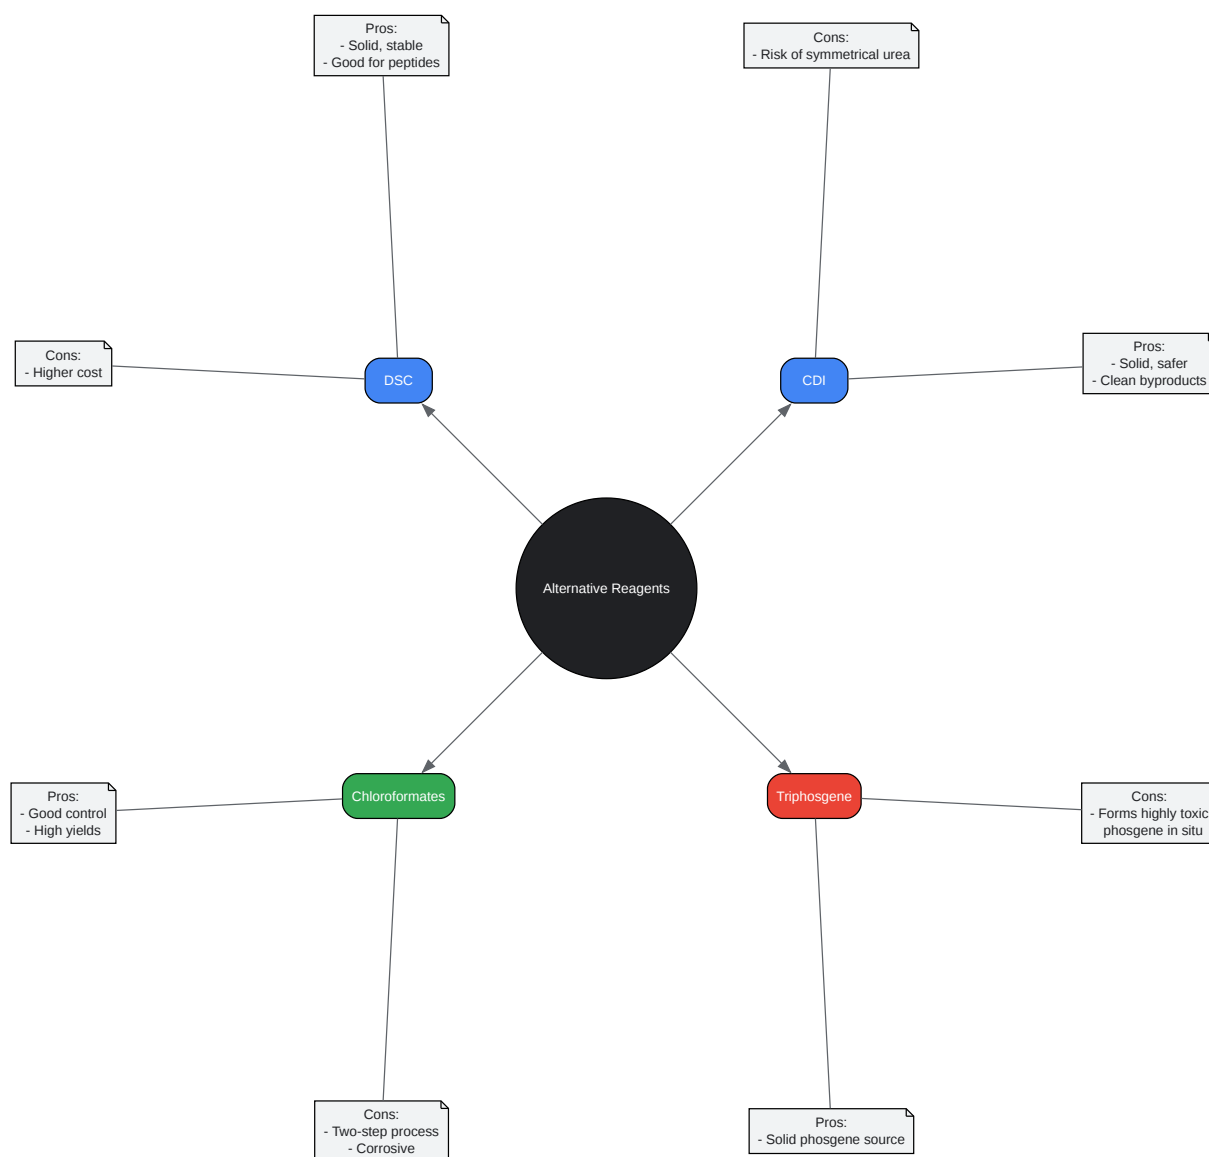 Pros:
- Solid, stable
- Good for peptides
Cons:
- Risk of symmetrical urea
Cons:
- Higher cost
DSC
CDI
Pros:
- Solid, safer
- Clean byproducts
Alternative Reagents
Pros:
- Good control
- High yields
Chloroformates
Triphosgene
Cons:
- Forms highly toxic
phosgene in situ
Cons:
- Two-step process
- Corrosive
Pros:
- Solid phosgene source